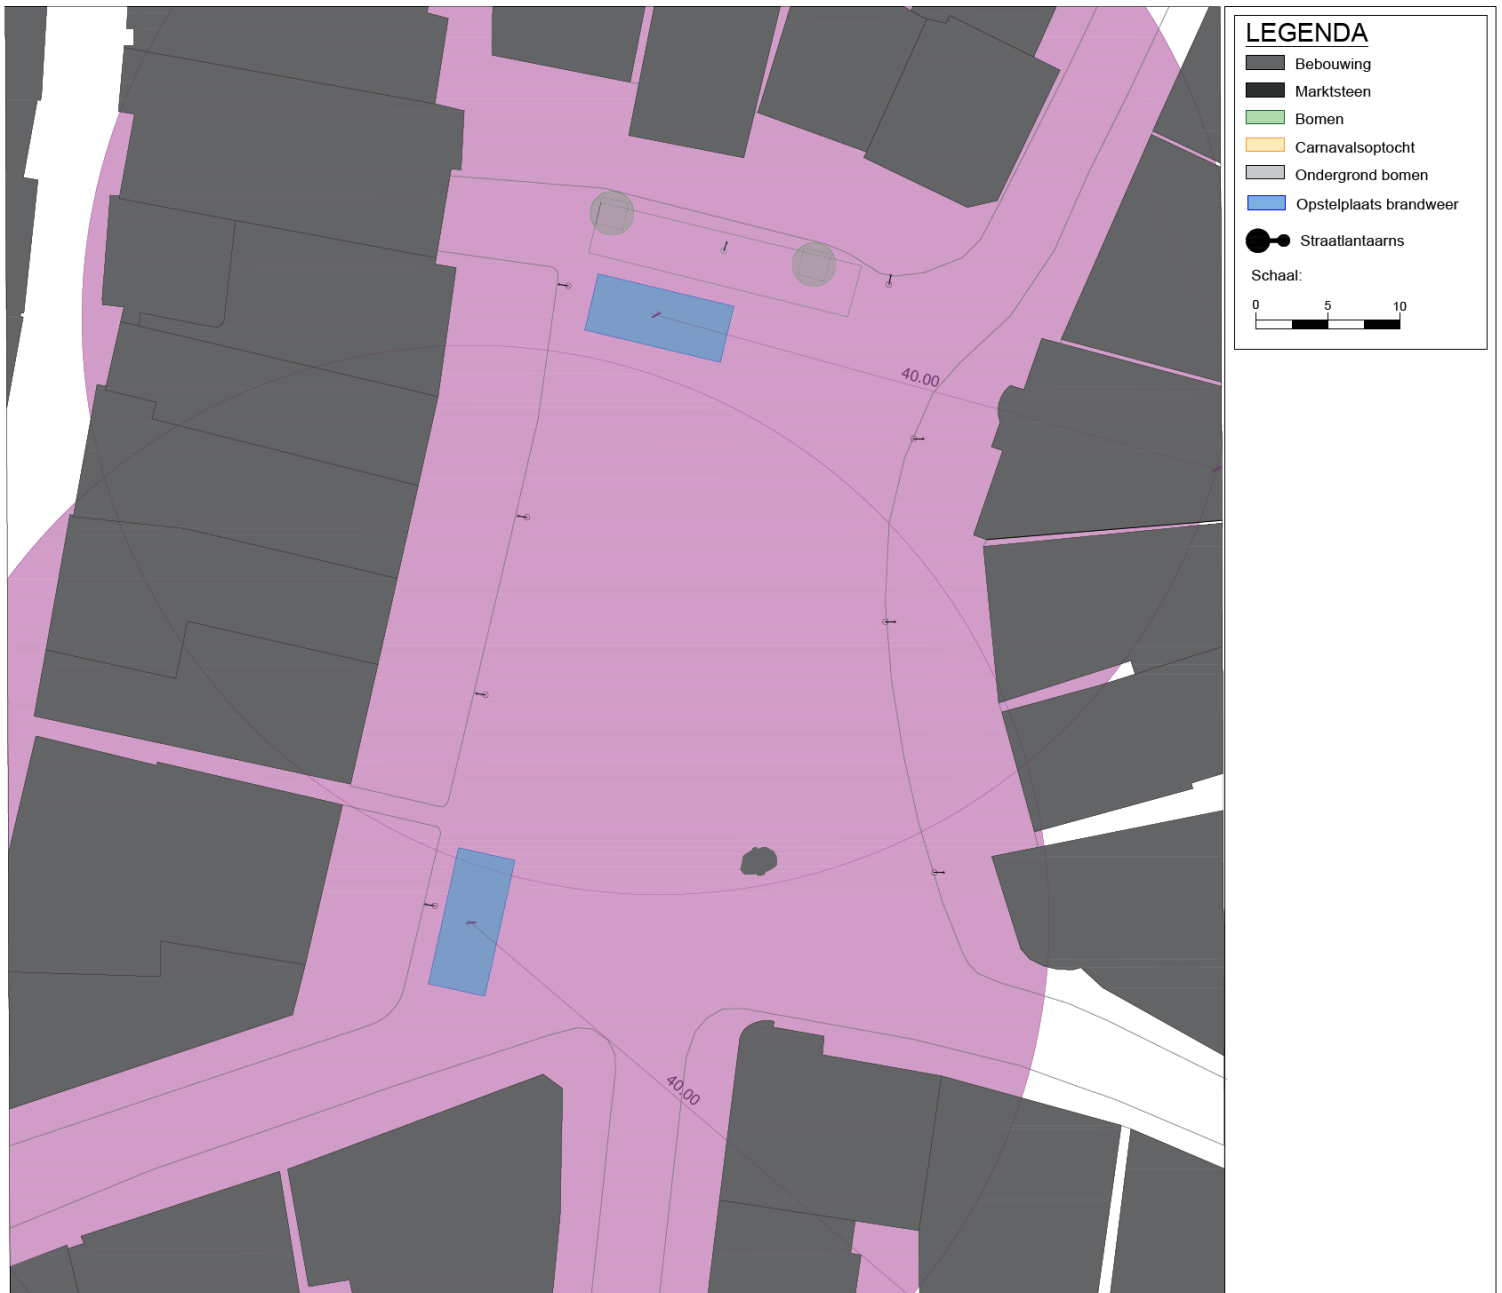 LEGENDA
Bebouwing
Marktsteen
Bomen
Carnavalsoptocht
Ondergrond bomen
Opstelplaats brandweer
Straatlantaarns
Schaal:
0 5 10
40.00
40.00